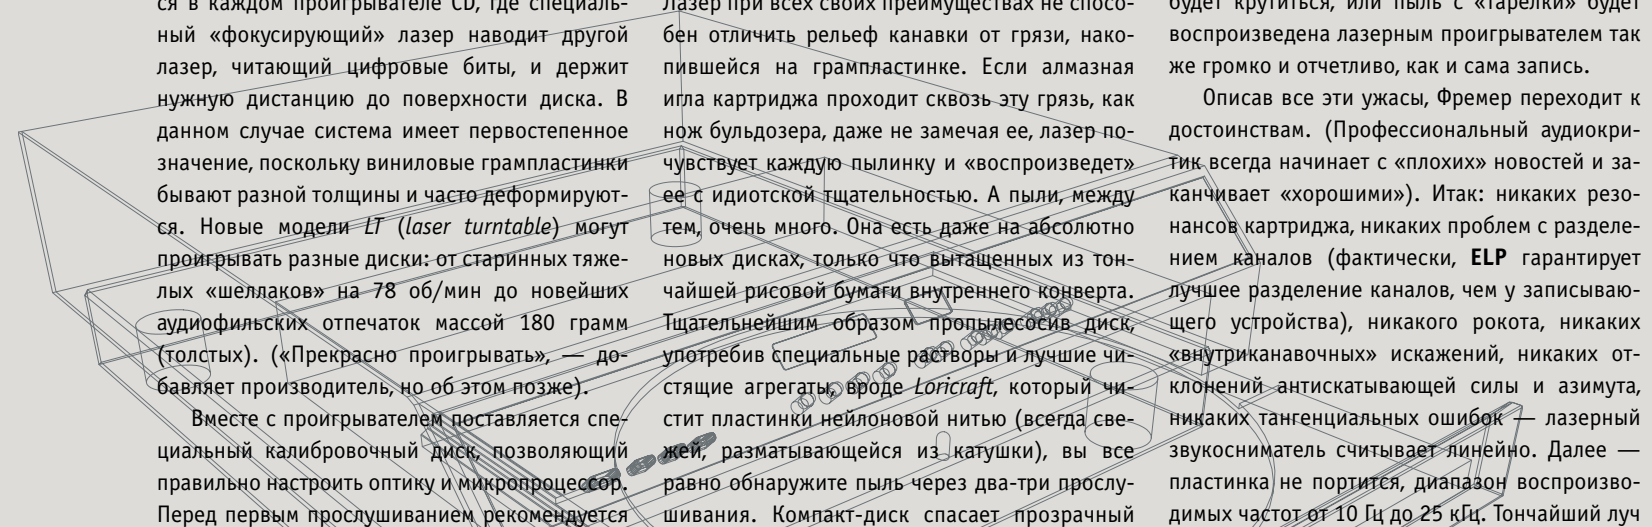 ся в каждом проигрывателе CD, где специаль-
ный «фокусирующий» лазер наводит другой
лазер, читающий цифровые биты, и держит
нужную дистанцию до поверхности диска. В
данном случае система имеет первостепенное
значение, поскольку виниловые грампластинки
бывают разной толщины и часто деформируют-
ся. Новые модели LT (laser turntable) могут
проигрывать разные диски: от старинных тяже-
лых «шеллаков» на 78 об/мин до новейших
аудиофильских отпечаток массой 180 грамм
(толстых). («Прекрасно проигрывать», — до-
бавляет производитель, но об этом позже).
Вместе с проигрывателем поставляется спе-
циальный калибровочный диск, позволяющий
правильно настроить оптику и микропроцессор.
Перед первым прослушиванием рекомендуется
Лазер при всех своих преимуществах не спосо-
бен отличить рельеф канавки от грязи, нако-
пившейся на грампластинке. Если алмазная
игла картриджа проходит сквозь эту грязь, как
нож бульдозера, даже не замечая ее, лазер по-
чувствует каждую пылинку и «воспроизведет»
ее с идиотской тщательностью. А пыли, между
тем, очень много. Она есть даже на абсолютно
новых дисках, только что вытащенных из тон-
чайшей рисовой бумаги внутреннего конверта.
Тщательнейшим образом пропылесосив диск,
употребив специальные растворы и лучшие чи-
стящие агрегаты, вроде Loricraft, который чи-
стит пластинки нейлоновой нитью (всегда све-
жей, разматывающейся из катушки), вы все
равно обнаружите пыль через два-три прослу-
шивания. Компакт-диск спасает прозрачный
будет крутиться, или пыль с «тарелки» будет
воспроизведена лазерным проигрывателем так
же громко и отчетливо, как и сама запись.
Описав все эти ужасы, Фремер переходит к
достоинствам. (Профессиональный аудиокри-
тик всегда начинает с «плохих» новостей и за-
канчивает «хорошими»). Итак: никаких резо-
нансов картриджа, никаких проблем с разделе-
нием каналов (фактически, ELP гарантирует
лучшее разделение каналов, чем у записываю-
щего устройства), никакого рокота, никаких
«внутриканавочных» искажений, никаких от-
клонений антискатывающей силы и азимута,
никаких тангенциальных ошибок — лазерный
звукосниматель считывает линейно. Далее —
пластинка не портится, диапазон воспроизво-
димых частот от 10 Гц до 25 кГц. Тончайший луч